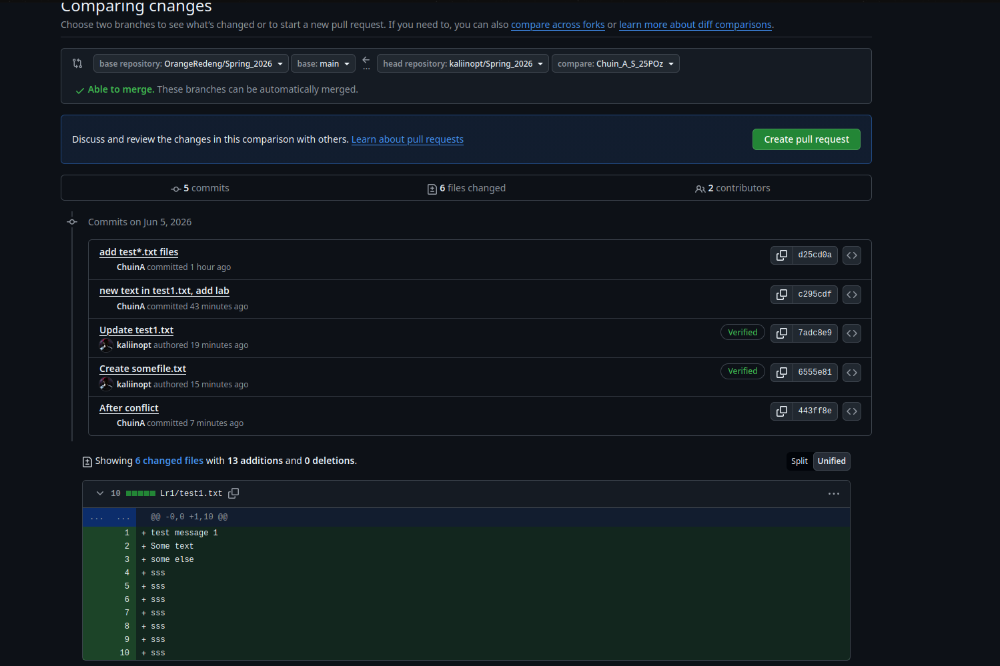 Comparing changes
Choose two branches to see what's changed or to start a new pull request. If you need to, you can also compare across forks or learn more about diff comparisons.
base repository: OrangeRedeng/Spring_2026 base: main ... head repository: kaliinopt/Spring_2026 compare: Chuin_A_S_25POz
Able to merge. These branches can be automatically merged.
Discuss and review the changes in this comparison with others. Learn about pull requests Create pull request
5 commits 6 files changed 2 contributors
Commits on Jun 5, 2026
add test*.txt files
d25cd0a
ChuinA committed 1 hour ago
new text in test1.txt, add lab
c295cdf
ChuinA committed 43 minutes ago
Update test1.txt
Verified 7adc8e9
kaliinopt authored 19 minutes ago
Create somefile.txt
Verified 6555e81
kaliinopt authored 15 minutes ago
After conflict
443ff8e
ChuinA committed 7 minutes ago
Showing 6 changed files with 13 additions and 0 deletions. Split Unified
10 Lr1/test1.txt ...
... ... @@ -0,0 +1,10 @@
1 + test message 1
2 + Some text
3 + some else
4 + sss
5 + sss
6 + sss
7 + sss
8 + sss
9 + sss
10 + sss